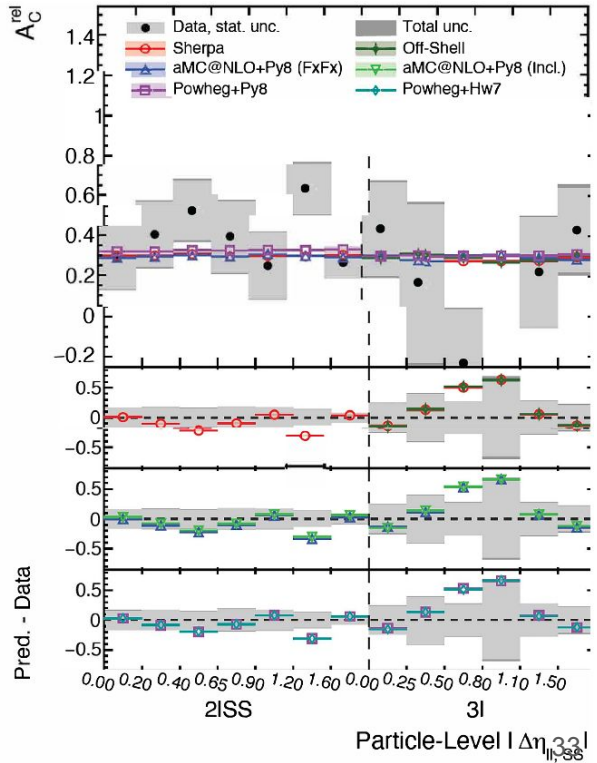 A_C^rel
Data, stat. unc.
Total unc.
Sherpa
Off-Shell
aMC@NLO+Py8 (FxFx)
aMC@NLO+Py8 (Incl.)
Powheg+Py8
Powheg+Hw7
1.4
1.2
1
0.8
0.6
0.4
0.2
0
−0.2
0.5
0
−0.5
0.5
0
−0.5
0.5
0
−0.5
Pred. - Data
0.00 0.20 0.40 0.65 0.90 1.20 1.60 0.00 0.25 0.50 0.80 1.10 1.50
2lSS 3l
Particle-Level | Δη_ll, SS|
33